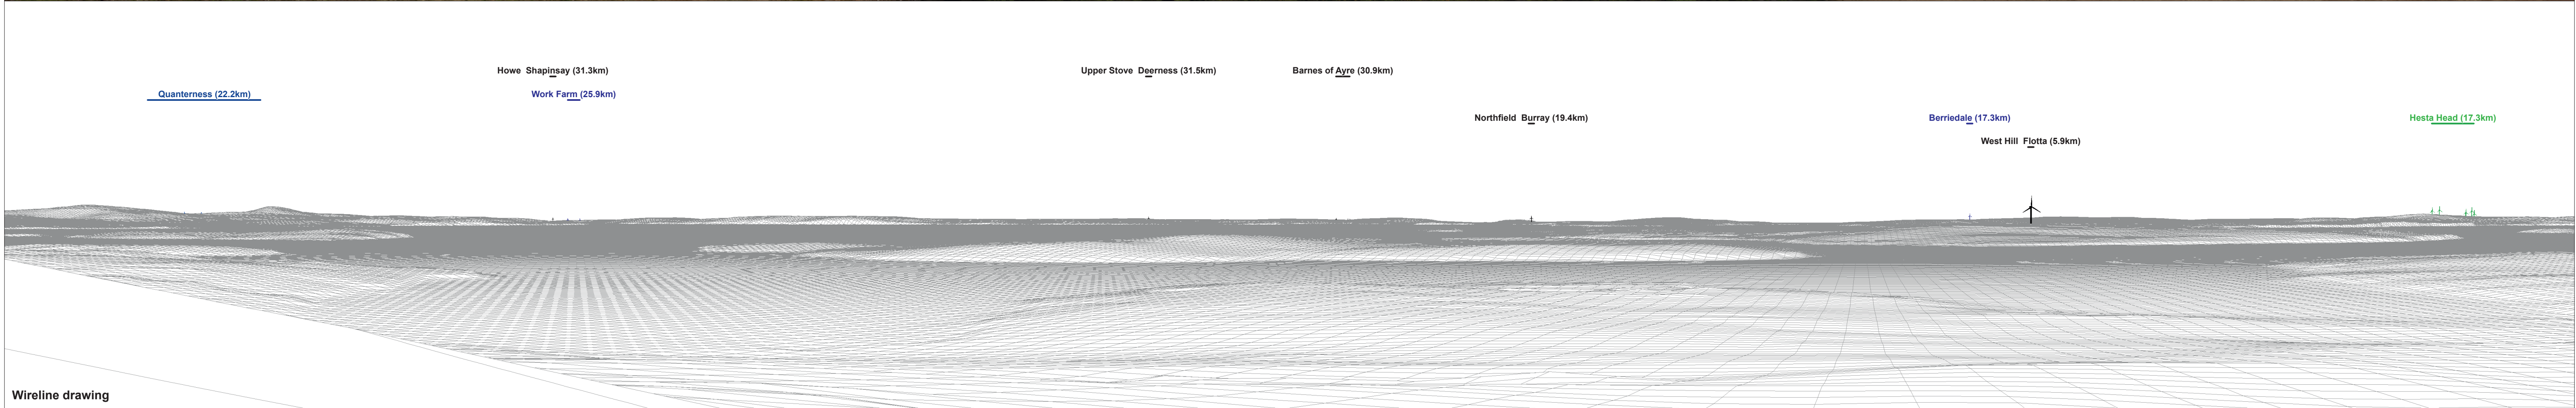 Howe Shapinsay (31.3km)
Upper Stove Deerness (31.5km)
Barnes of Ayre (30.9km)
Quanterness (22.2km)
Work Farm (25.9km)
Northfield Burray (19.4km)
Berriedale (17.3km)
Hesta Head (17.3km)
West Hill Flotta (5.9km)
Wireline drawing